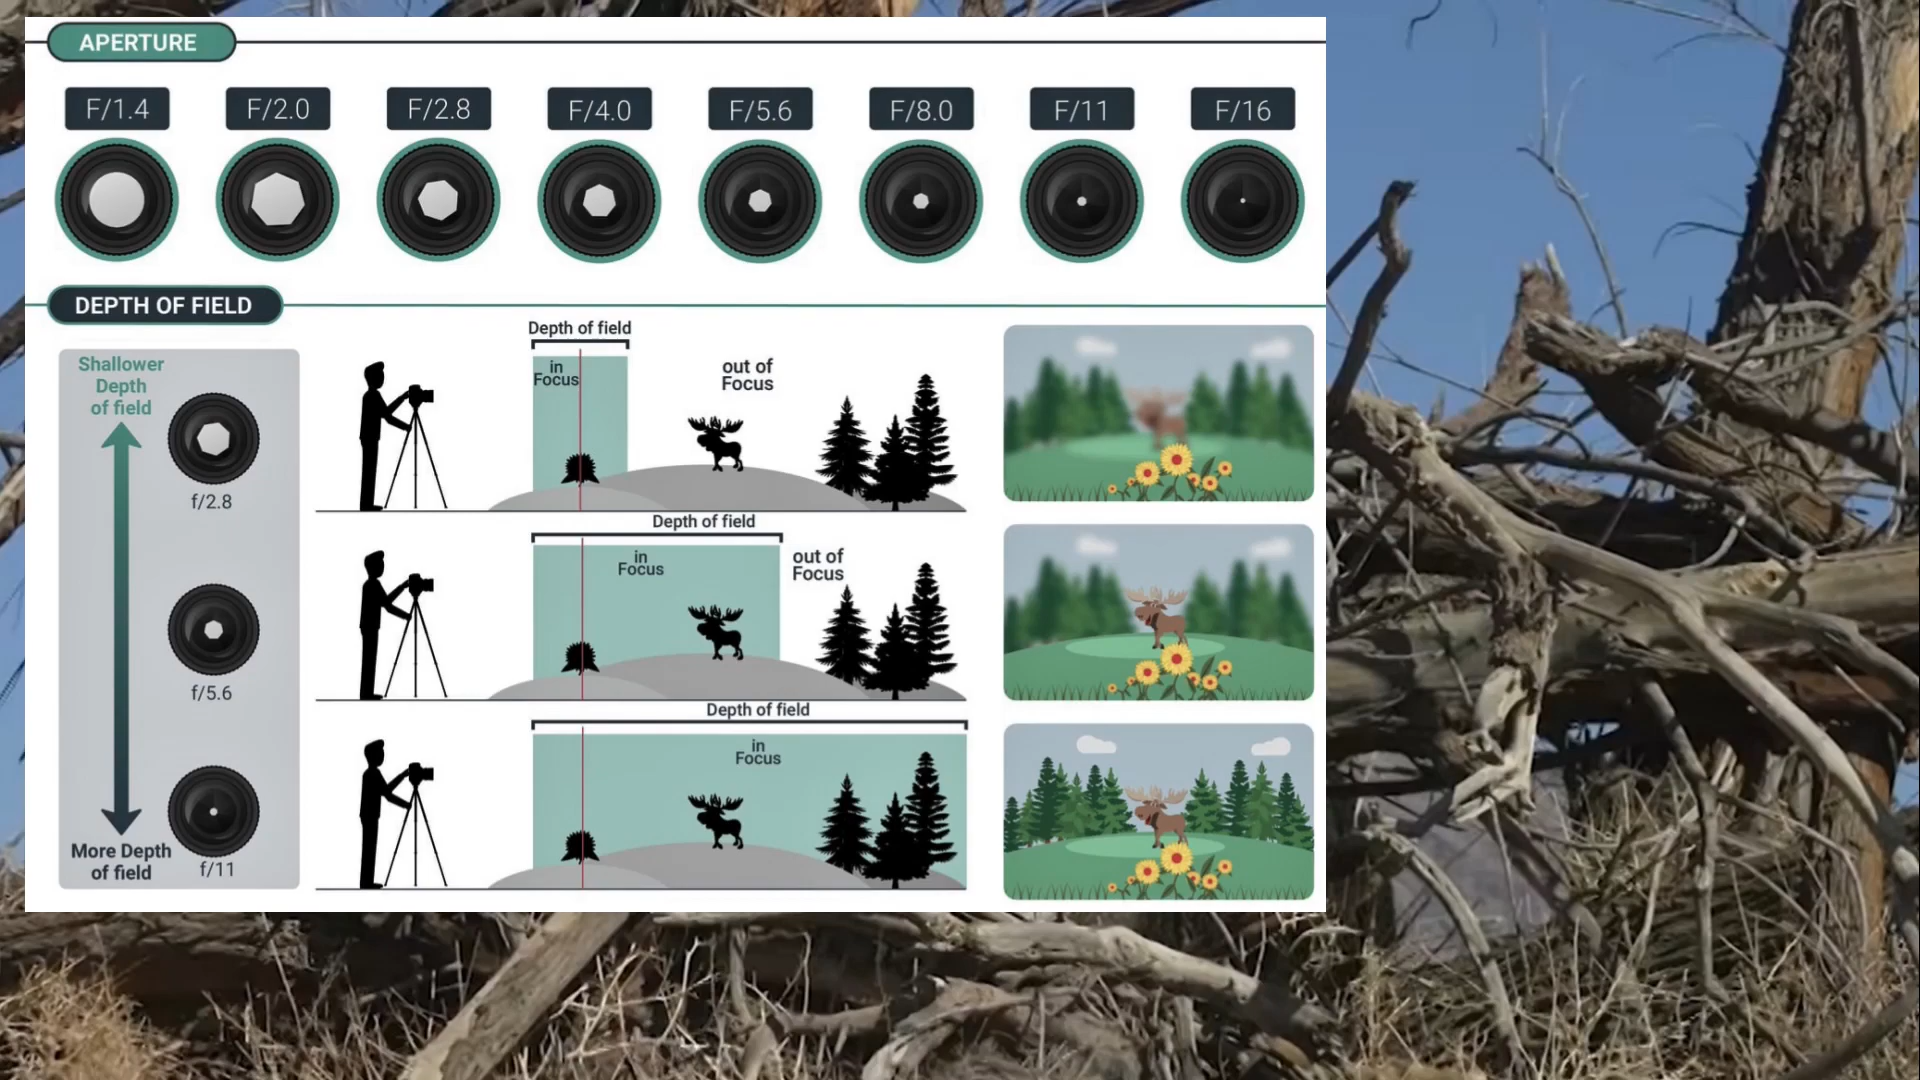 APERTURE
F/1.4 F/2.0 F/2.8 F/4.0 F/5.6 F/8.0 F/11 F/16
DEPTH OF FIELD
Shallower
Depth
of field
f/2.8
f/5.6
More Depth
of field
f/11
Depth of field
in
Focus
out of
Focus
Depth of field
in
Focus
out of
Focus
Depth of field
in
Focus